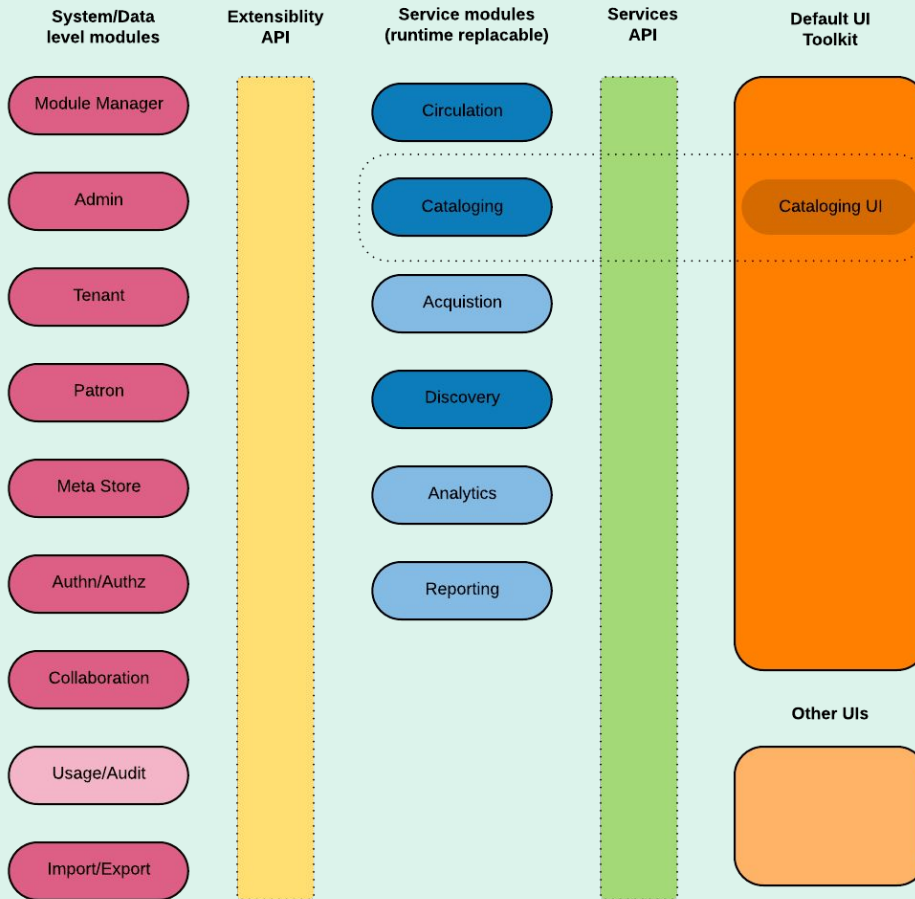 System/Data
level modules
Extensiblity
API
Service modules
(runtime replacable)
Services
API
Default UI
Toolkit
Module Manager
Admin
Tenant
Patron
Meta Store
Authn/Authz
Collaboration
Usage/Audit
Import/Export
Circulation
Cataloging
Acquistion
Discovery
Analytics
Reporting
Cataloging UI
Other UIs